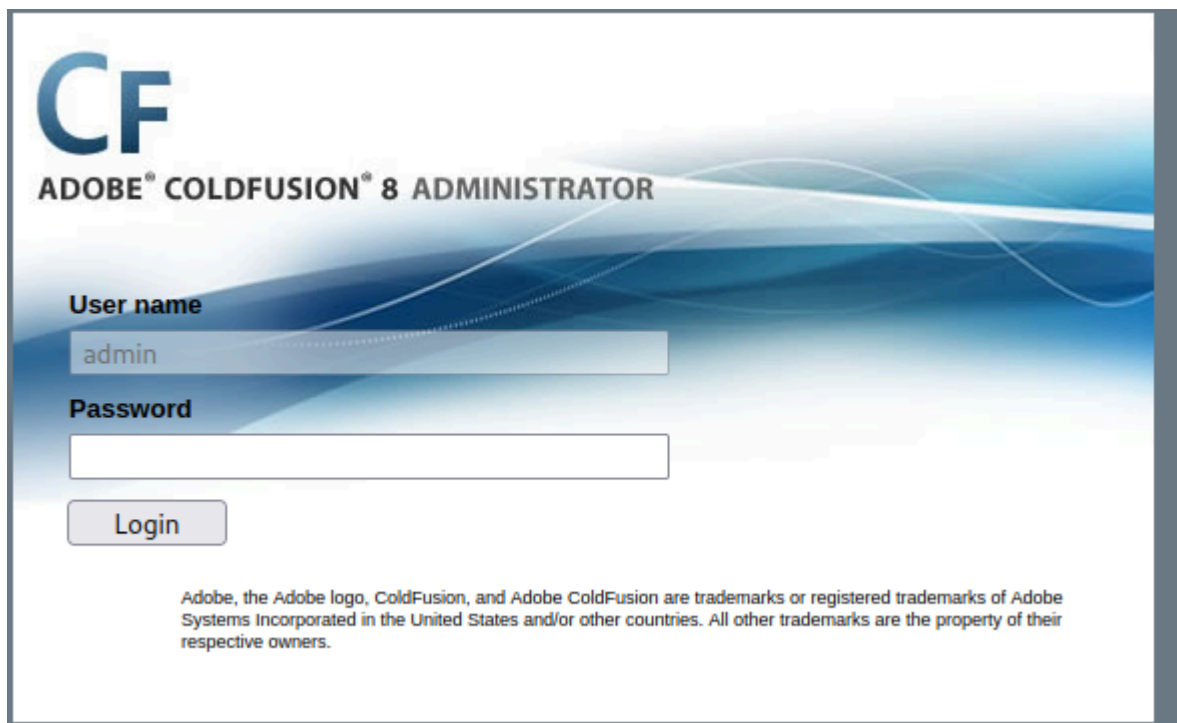 CF
ADOBE® COLDFUSION® 8 ADMINISTRATOR
User name
admin
Password
Login
Adobe, the Adobe logo, ColdFusion, and Adobe ColdFusion are trademarks or registered trademarks of Adobe
Systems Incorporated in the United States and/or other countries. All other trademarks are the property of their
respective owners.